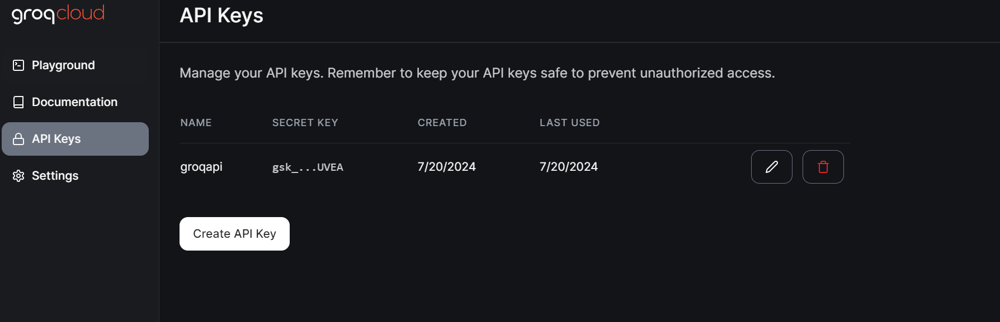 groqcloud
Playground
Documentation
API Keys
Settings
API Keys
Manage your API keys. Remember to keep your API keys safe to prevent unauthorized access.
NAME SECRET KEY CREATED LAST USED
groqapi gsk_...UVEA 7/20/2024 7/20/2024
Create API Key